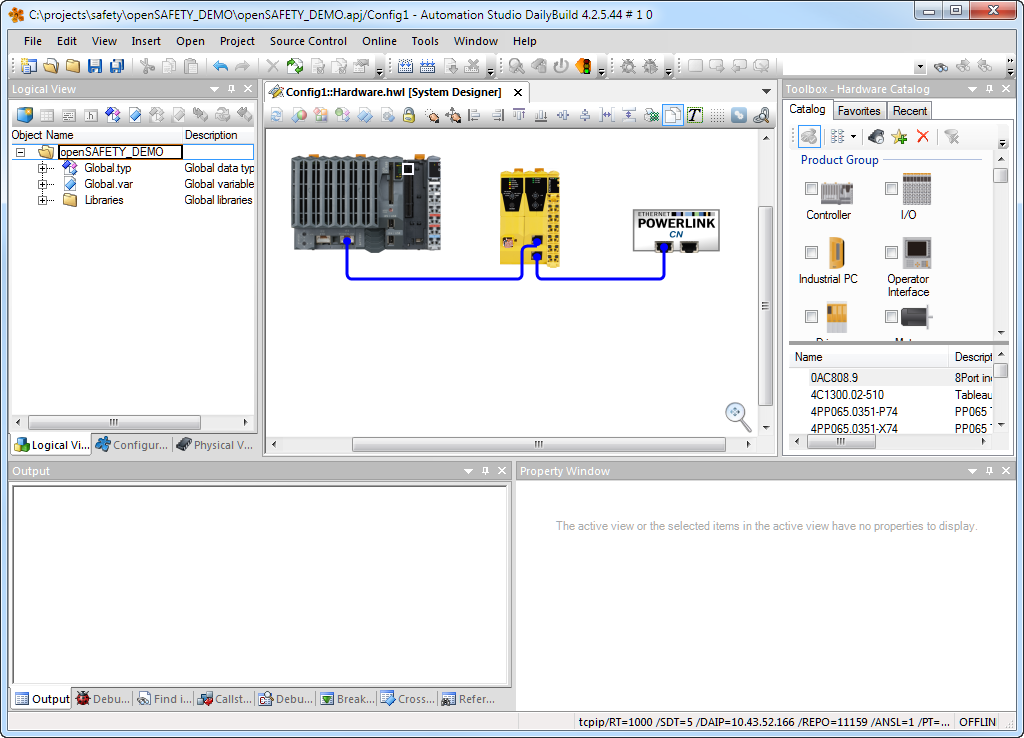 C:\projects\safety\openSAFETY_DEMO\openSAFETY_DEMO.apj/Config1 - Automation Studio DailyBuild 4.2.5.44 # 1 0
File Edit View Insert Open Project Source Control Online Tools Window Help
Logical View
Object Name Description
openSAFETY_DEMO
Global.typ Global data typ
Global.var Global variable
Libraries Global libraries
Logical Vi... Configur... Physical V...
Config1::Hardware.hwl [System Designer]
ETHERNET
POWERLINK
CN
Toolbox - Hardware Catalog
Catalog Favorites Recent
Product Group
Controller I/O
Industrial PC Operator Interface
Name Descript
0AC808.9 8Port in
4C1300.02-510 Tableau
4PP065.0351-P74 PP065
4PP065.0351-X74 PP065
Output
Output Debu... Find i... Callst... Debu... Break... Cross... Refer...
Property Window
The active view or the selected items in the active view have no properties to display.
tcpip/RT=1000 /SDT=5 /DAIP=10.43.52.166 /REPO=11159 /ANSL=1 /PT=... OFFLIN